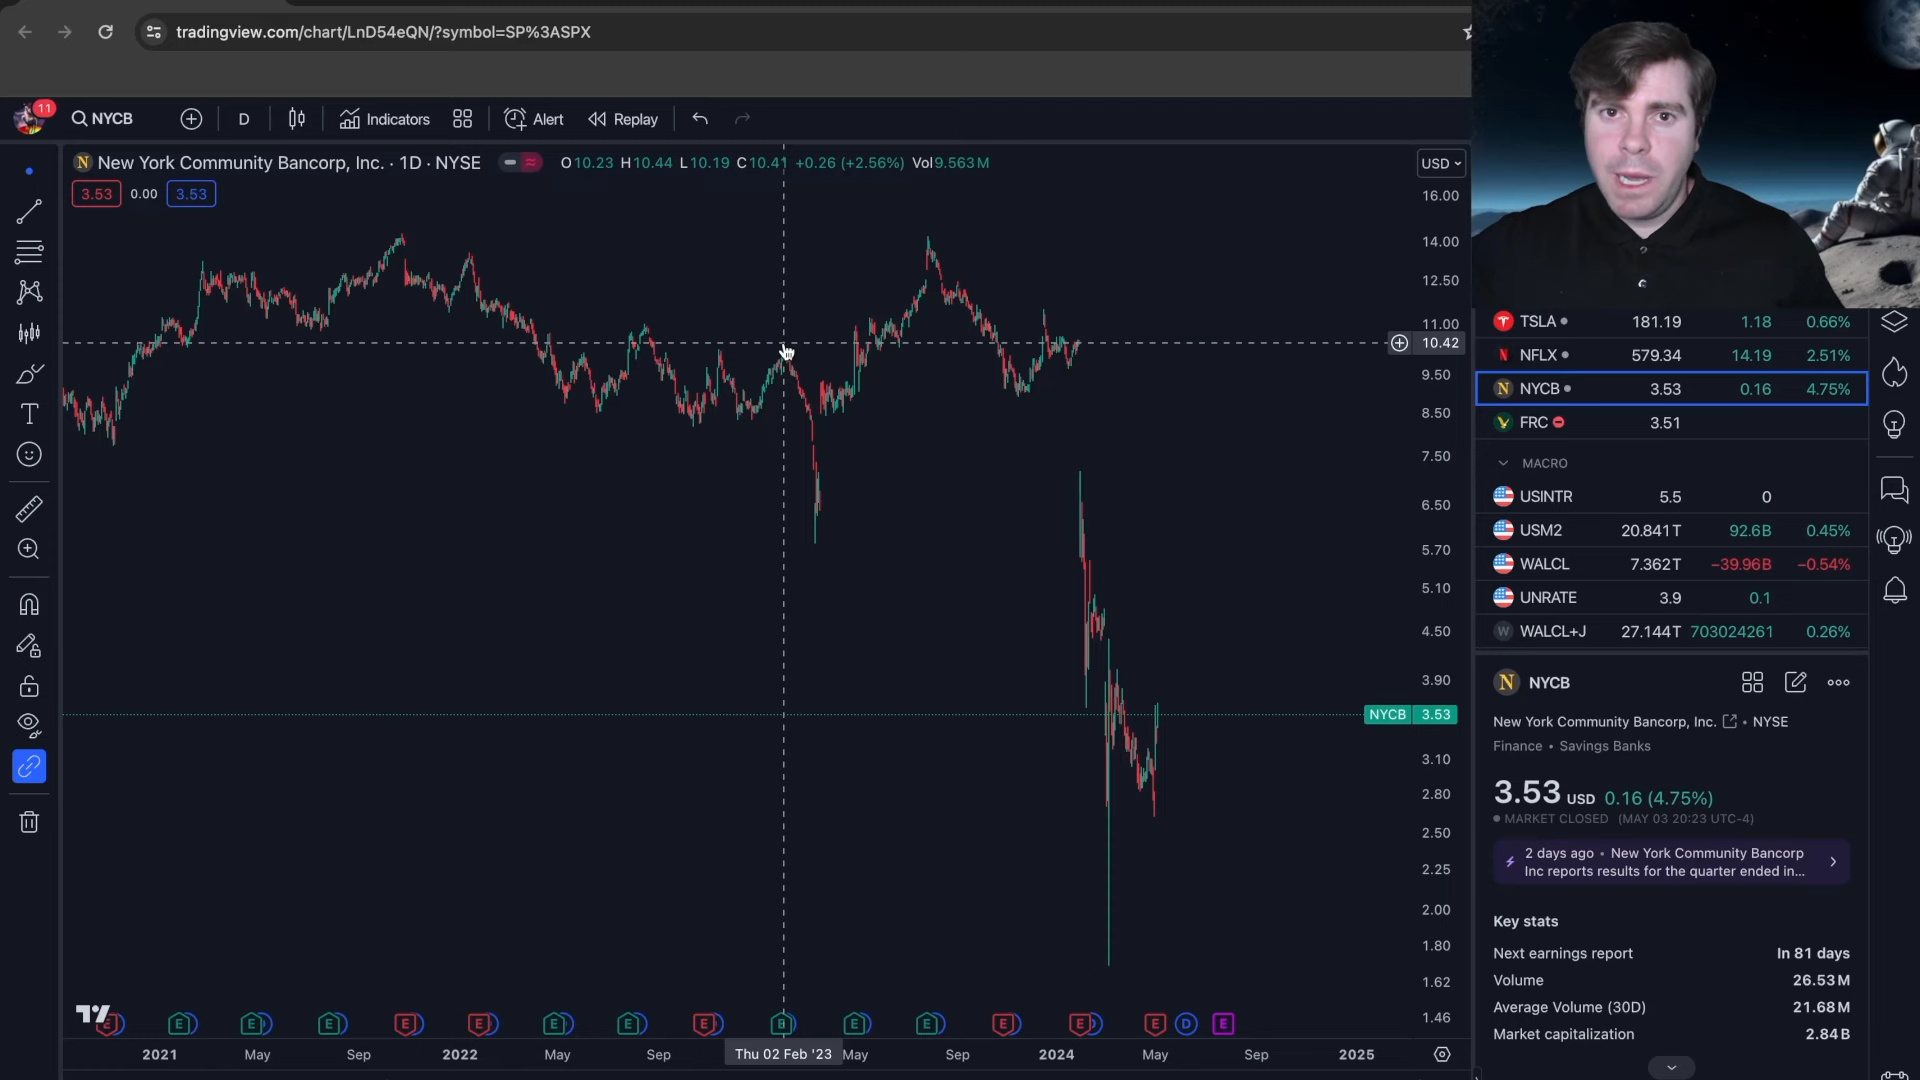 tradingview.com/chart/LnD54eQN/?symbol=SP%3ASPX
11
NYCB
D
Indicators
Alert
Replay
New York Community Bancorp, Inc. · 1D · NYSE
O10.23 H10.44 L10.19 C10.41 +0.26 (+2.56%) Vol9.563M
USD
3.53 0.00 3.53
16.00
14.00
12.50
11.00
10.42
9.50
8.50
7.50
6.50
5.70
5.10
4.50
3.90
NYCB 3.53
3.10
2.80
2.50
2.25
2.00
1.80
1.62
1.46
E E E E E E E E E E E E E E E D E
2021 May Sep 2022 May Sep Thu 02 Feb '23 May Sep 2024 May Sep 2025
TSLA 181.19 1.18 0.66%
NFLX 579.34 14.19 2.51%
NYCB 3.53 0.16 4.75%
FRC 3.51
MACRO
USINTR 5.5 0
USM2 20.841T 92.6B 0.45%
WALCL 7.362T −39.96B −0.54%
UNRATE 3.9 0.1
W WALCL+J 27.144T 703024261 0.26%
N NYCB
New York Community Bancorp, Inc. • NYSE
Finance • Savings Banks
3.53 USD 0.16 (4.75%)
MARKET CLOSED (MAY 03 20:23 UTC-4)
2 days ago • New York Community Bancorp
Inc reports results for the quarter ended in...
Key stats
Next earnings report In 81 days
Volume 26.53M
Average Volume (30D) 21.68M
Market capitalization 2.84B